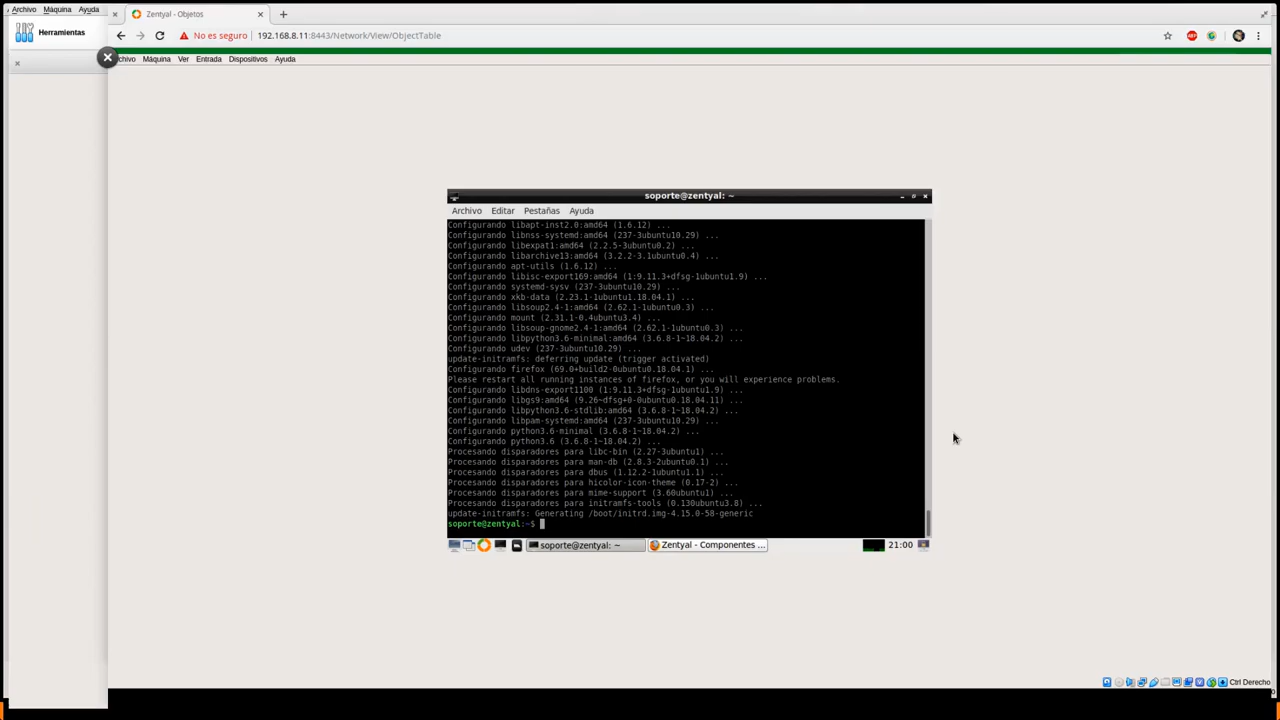 Archivo Máquina Ayuda
Zentyal - Objetos
Herramientas
No es seguro 192.168.8.11:8443/Network/View/ObjectTable
chivo Máquina Ver Entrada Dispositivos Ayuda
soporte@zentyal: ~
Archivo Editar Pestañas Ayuda
Configurando libapt-inst2.0:amd64 (1.6.12) ...
Configurando libnss-systemd:amd64 (237-3ubuntu10.29) ...
Configurando libexpat1:amd64 (2.2.5-3ubuntu0.2) ...
Configurando libarchive13:amd64 (3.2.2-3.1ubuntu0.4) ...
Configurando apt-utils (1.6.12) ...
Configurando libisc-export169:amd64 (1:9.11.3+dfsg-1ubuntu1.9) ...
Configurando systemd-sysv (237-3ubuntu10.29) ...
Configurando xkb-data (2.23.1-1ubuntu1.18.04.1) ...
Configurando libsoup2.4-1:amd64 (2.62.1-1ubuntu0.3) ...
Configurando mount (2.31.1-0.4ubuntu3.4) ...
Configurando libsoup-gnome2.4-1:amd64 (2.62.1-1ubuntu0.3) ...
Configurando libpython3.6-minimal:amd64 (3.6.8-1~18.04.2) ...
Configurando udev (237-3ubuntu10.29) ...
update-initramfs: deferring update (trigger activated)
Configurando firefox (69.0+build2-0ubuntu0.18.04.1) ...
Please restart all running instances of firefox, or you will experience problems.
Configurando libdns-export1100 (1:9.11.3+dfsg-1ubuntu1.9) ...
Configurando libgs9:amd64 (9.26~dfsg+0-0ubuntu0.18.04.11) ...
Configurando libpython3.6-stdlib:amd64 (3.6.8-1~18.04.2) ...
Configurando libpam-systemd:amd64 (237-3ubuntu10.29) ...
Configurando python3.6-minimal (3.6.8-1~18.04.2) ...
Configurando python3.6 (3.6.8-1~18.04.2) ...
Procesando disparadores para libc-bin (2.27-3ubuntu1) ...
Procesando disparadores para man-db (2.8.3-2ubuntu0.1) ...
Procesando disparadores para dbus (1.12.2-1ubuntu1.1) ...
Procesando disparadores para hicolor-icon-theme (0.17-2) ...
Procesando disparadores para mime-support (3.60ubuntu1) ...
Procesando disparadores para initramfs-tools (0.130ubuntu3.8) ...
update-initramfs: Generating /boot/initrd.img-4.15.0-58-generic
soporte@zentyal:~$
soporte@zentyal: ~ Zentyal - Componentes ... 21:00
Ctrl Derecho